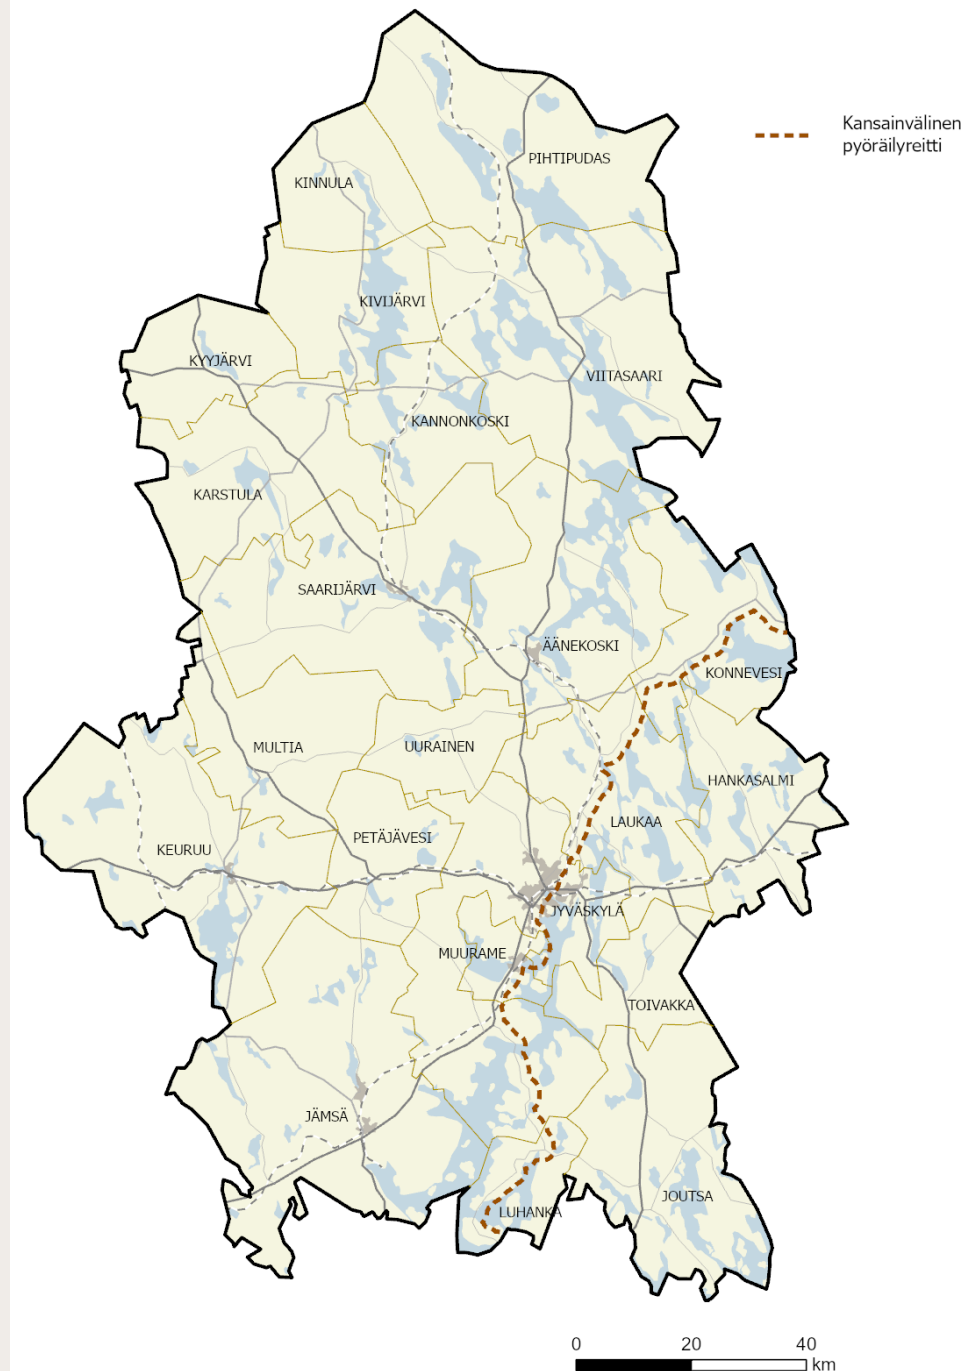 Kansainvälinen
pyöräilyreitti
PIHTIPUDAS
KINNULA
KIVIJÄRVI
KYYJÄRVI
VIITASAARI
KANNONKOSKI
KARSTULA
SAARIJÄRVI
ÄÄNEKOSKI
KONNEVESI
MULTIA
UURAINEN
HANKASALMI
LAUKAA
PETÄJÄVESI
KEURUU
JYVÄSKYLÄ
MUURAME
TOIVAKKA
JÄMSÄ
JOUTSA
LUHANKA
0 20 40
km